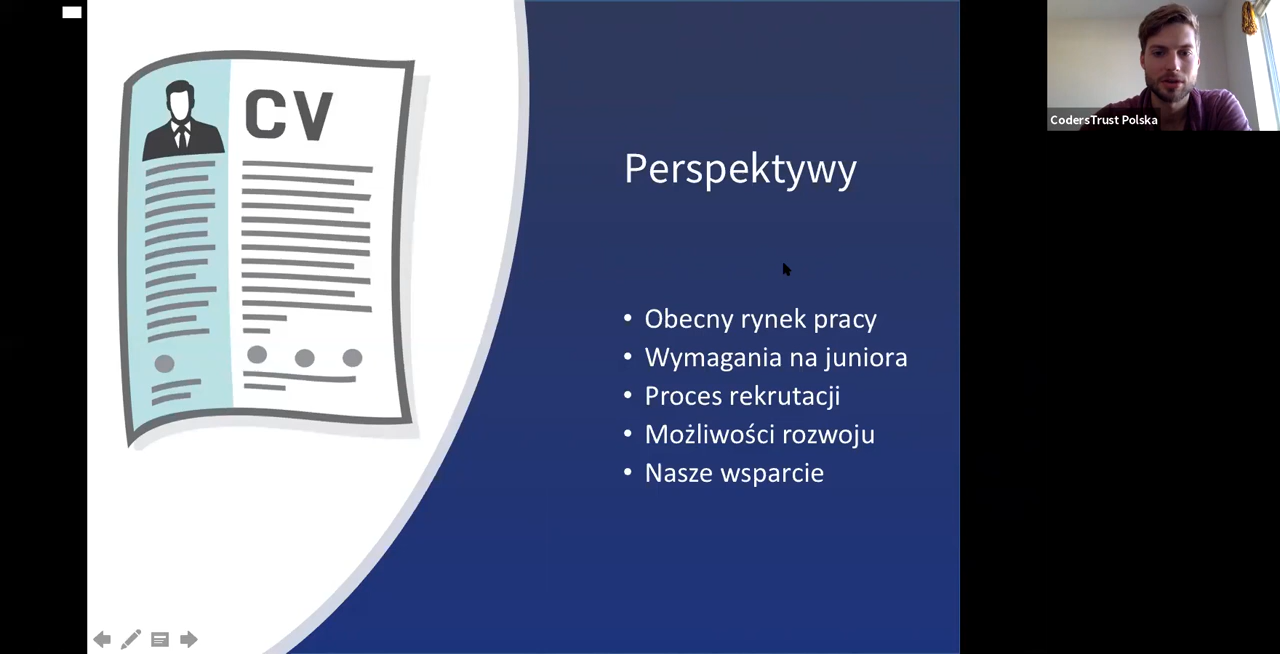 CV
Perspektywy
• Obecny rynek pracy
• Wymagania na juniora
• Proces rekrutacji
• Możliwości rozwoju
• Nasze wsparcie
CodersTrust Polska